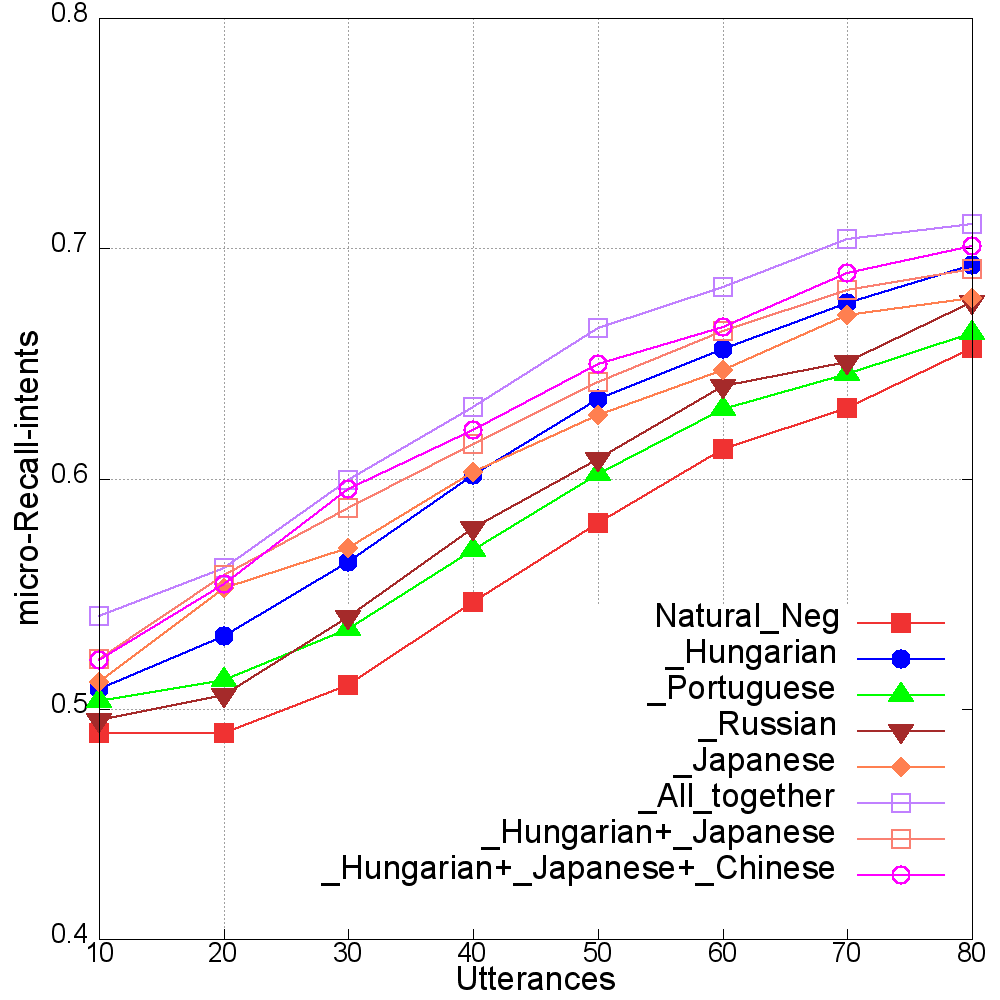 0.8
0.7
0.6
0.5
0.4
micro-Recall-intents
Natural_Neg
_Hungarian
_Portuguese
_Russian
_Japanese
_All_together
_Hungarian+_Japanese
_Hungarian+_Japanese+_Chinese
10 20 30 40 50 60 70 80
Utterances